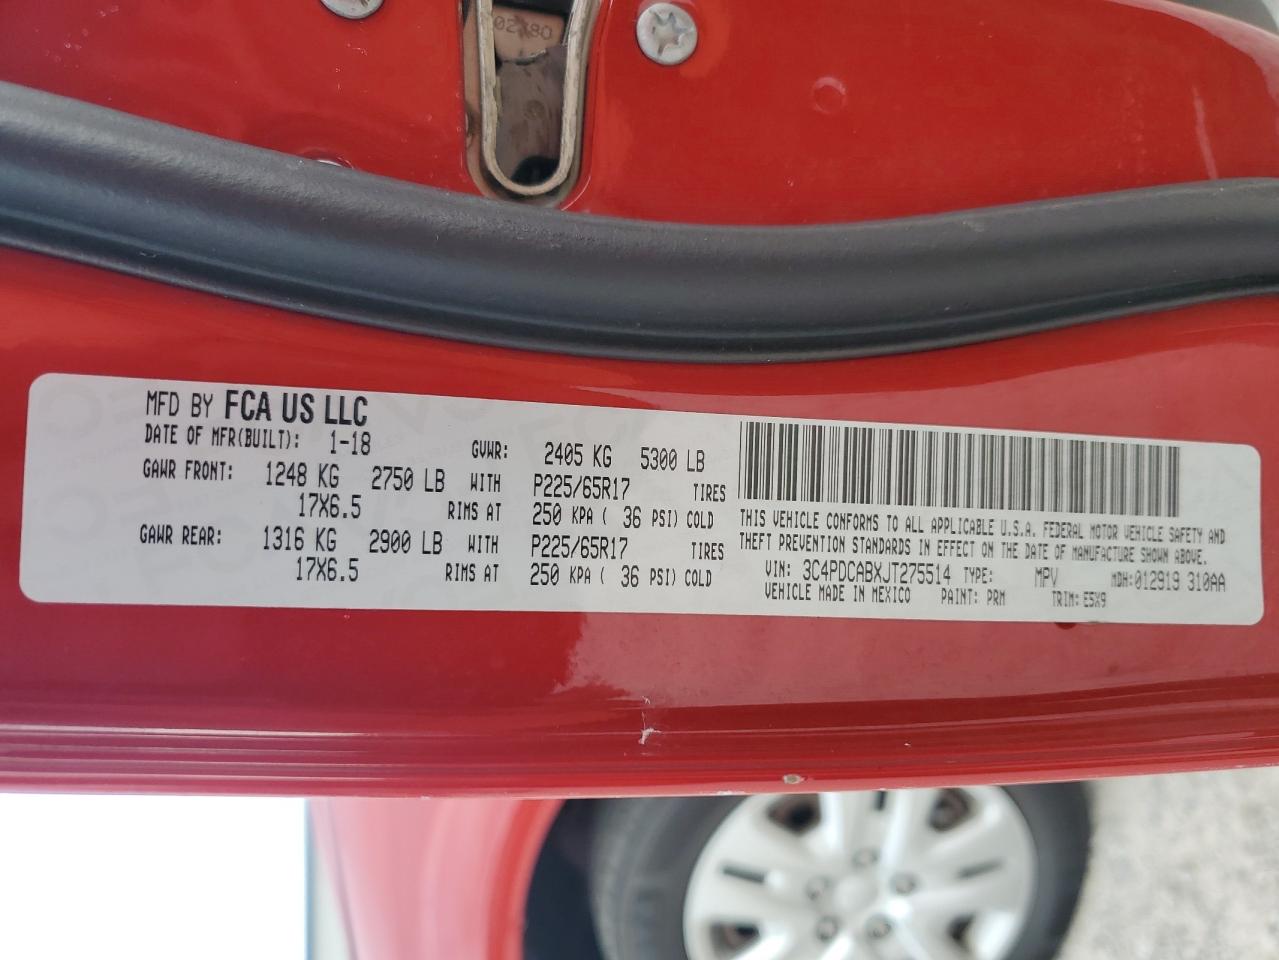 02780
MFD BY FCA US LLC
DATE OF MFR(BUILT): 1-18 GVWR: 2405 KG 5300 LB
GAWR FRONT: 1248 KG 2750 LB WITH P225/65R17 TIRES
17X6.5 RIMS AT 250 KPA ( 36 PSI) COLD
GAWR REAR: 1316 KG 2900 LB WITH P225/65R17 TIRES
17X6.5 RIMS AT 250 KPA ( 36 PSI) COLD
THIS VEHICLE CONFORMS TO ALL APPLICABLE U.S.A. FEDERAL MOTOR VEHICLE SAFETY AND
THEFT PREVENTION STANDARDS IN EFFECT ON THE DATE OF MANUFACTURE SHOWN ABOVE.
VIN: 3C4PDCABXJT275514 TYPE: MPV MDH:012919 310AA
VEHICLE MADE IN MEXICO PAINT: PRM TRIM: E5X9